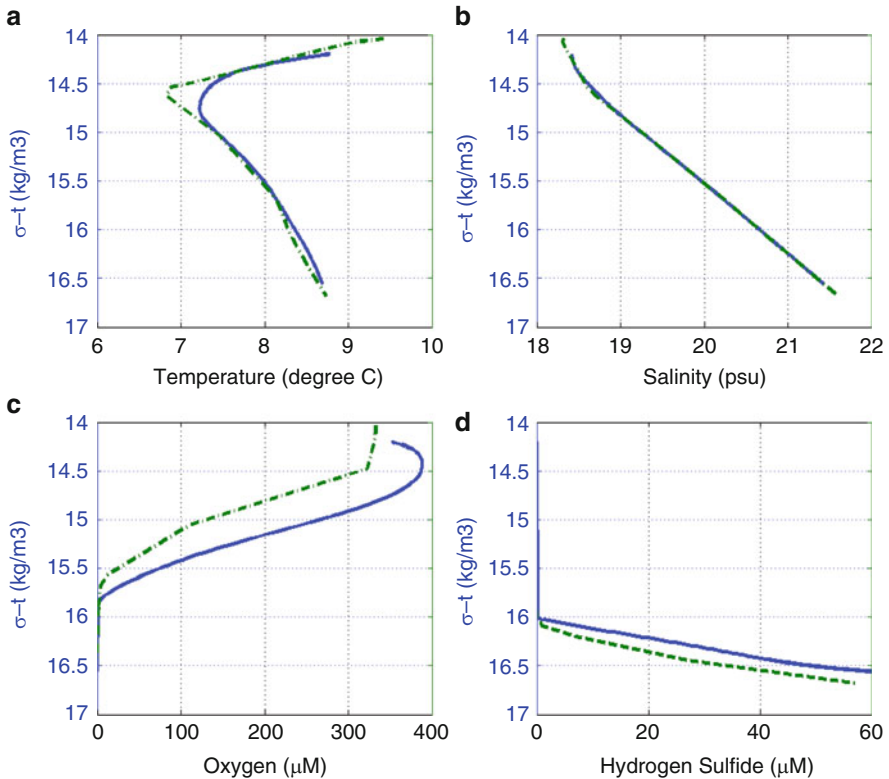 a
14
14.5
15
15.5
16
16.5
17
σ–t (kg/m3)
6 7 8 9 10
Temperature (degree C)
b
14
14.5
15
15.5
16
16.5
17
σ–t (kg/m3)
18 19 20 21 22
Salinity (psu)
c
14
14.5
15
15.5
16
16.5
17
σ–t (kg/m3)
0 100 200 300 400
Oxygen (μM)
d
14
14.5
15
15.5
16
16.5
17
σ–t (kg/m3)
0 20 40 60
Hydrogen Sulfide (μM)